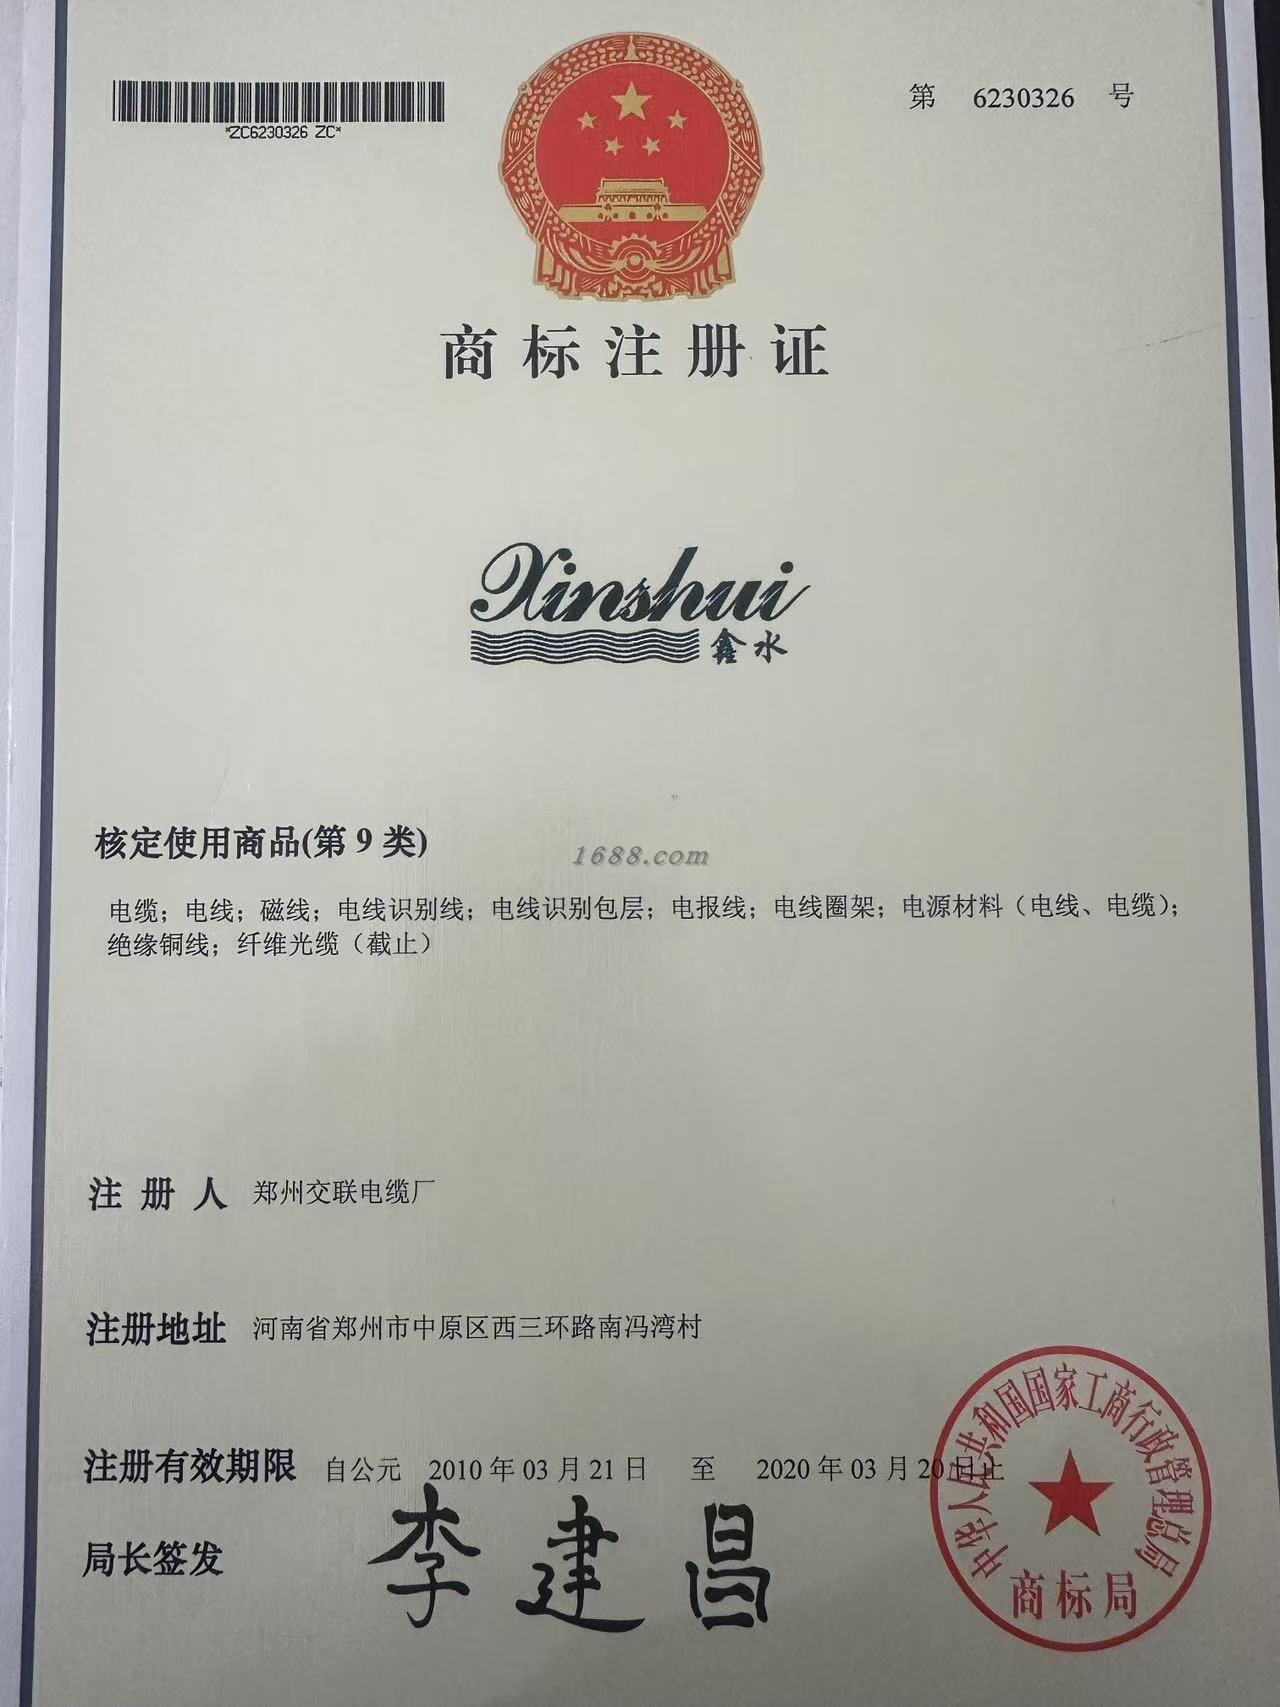 第 6230326 号
*ZC6230326 ZC*
商标注册证
Xinshui
鑫水
核定使用商品(第 9 类)
1688.com
电缆；电线；磁线；电线识别线；电线识别包层；电报线；电线圈架；电源材料（电线、电缆）；
绝缘铜线；纤维光缆（截止）
注册人 郑州交联电缆厂
注册地址 河南省郑州市中原区西三环路南冯湾村
注册有效期限 自公元 2010 年 03 月 21 日 至 2020 年 03 月 20 日止
局长签发 李建昌
中华人民共和国国家工商行政管理总局
商标局